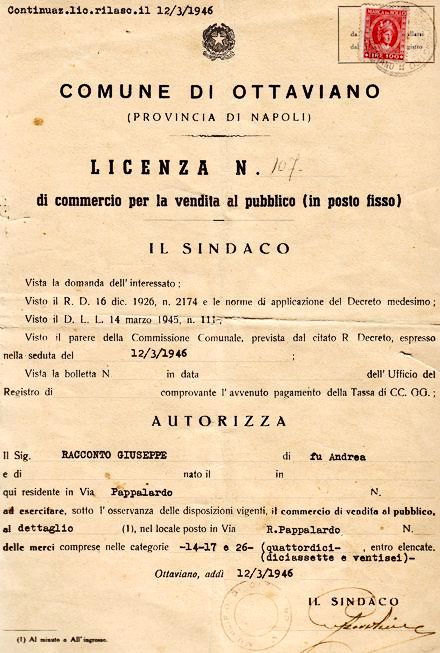 Continuaz.lic.rilasc.il 12/3/1946
MARCA DA BOLLO
LIRE 100
COMUNE DI OTTAVIANO
(PROVINCIA DI NAPOLI)
LICENZA N. 107
di commercio per la vendita al pubblico (in posto fisso)
IL SINDACO
Vista la domanda dell'interessato;
Visto il R. D. 16 dic. 1926, n. 2174 e le norme di applicazione del Decreto medesimo;
Visto il D. L. L. 14 marzo 1945, n. 111-;
Visto il parere della Commissione Comunale, prevista dal citato R Decreto, espresso
nella seduta del 12/3/1946 ;
Vista la bolletta N in data dell'Ufficio del
Registro di comprovante l'avvenuto pagamento della Tassa di CC. GG.;
AUTORIZZA
Il Sig. RACCONTO GIUSEPPE di fu Andrea
e di nato il in
qui residente in Via Pappalardo N.
ad esercitare, sotto l'osservanza delle disposizioni vigenti, il commercio di vendita al pubblico,
al dettaglio (1), nel locale posto in Via R.Pappalardo N.
delle merci comprese nelle categorie -14-17 e 26- (quattordici- , entro elencate.
diciassette e ventisei)-
Ottaviano, addì 12/3/1946
IL SINDACO
(1) Al minuto o All'ingrosso.